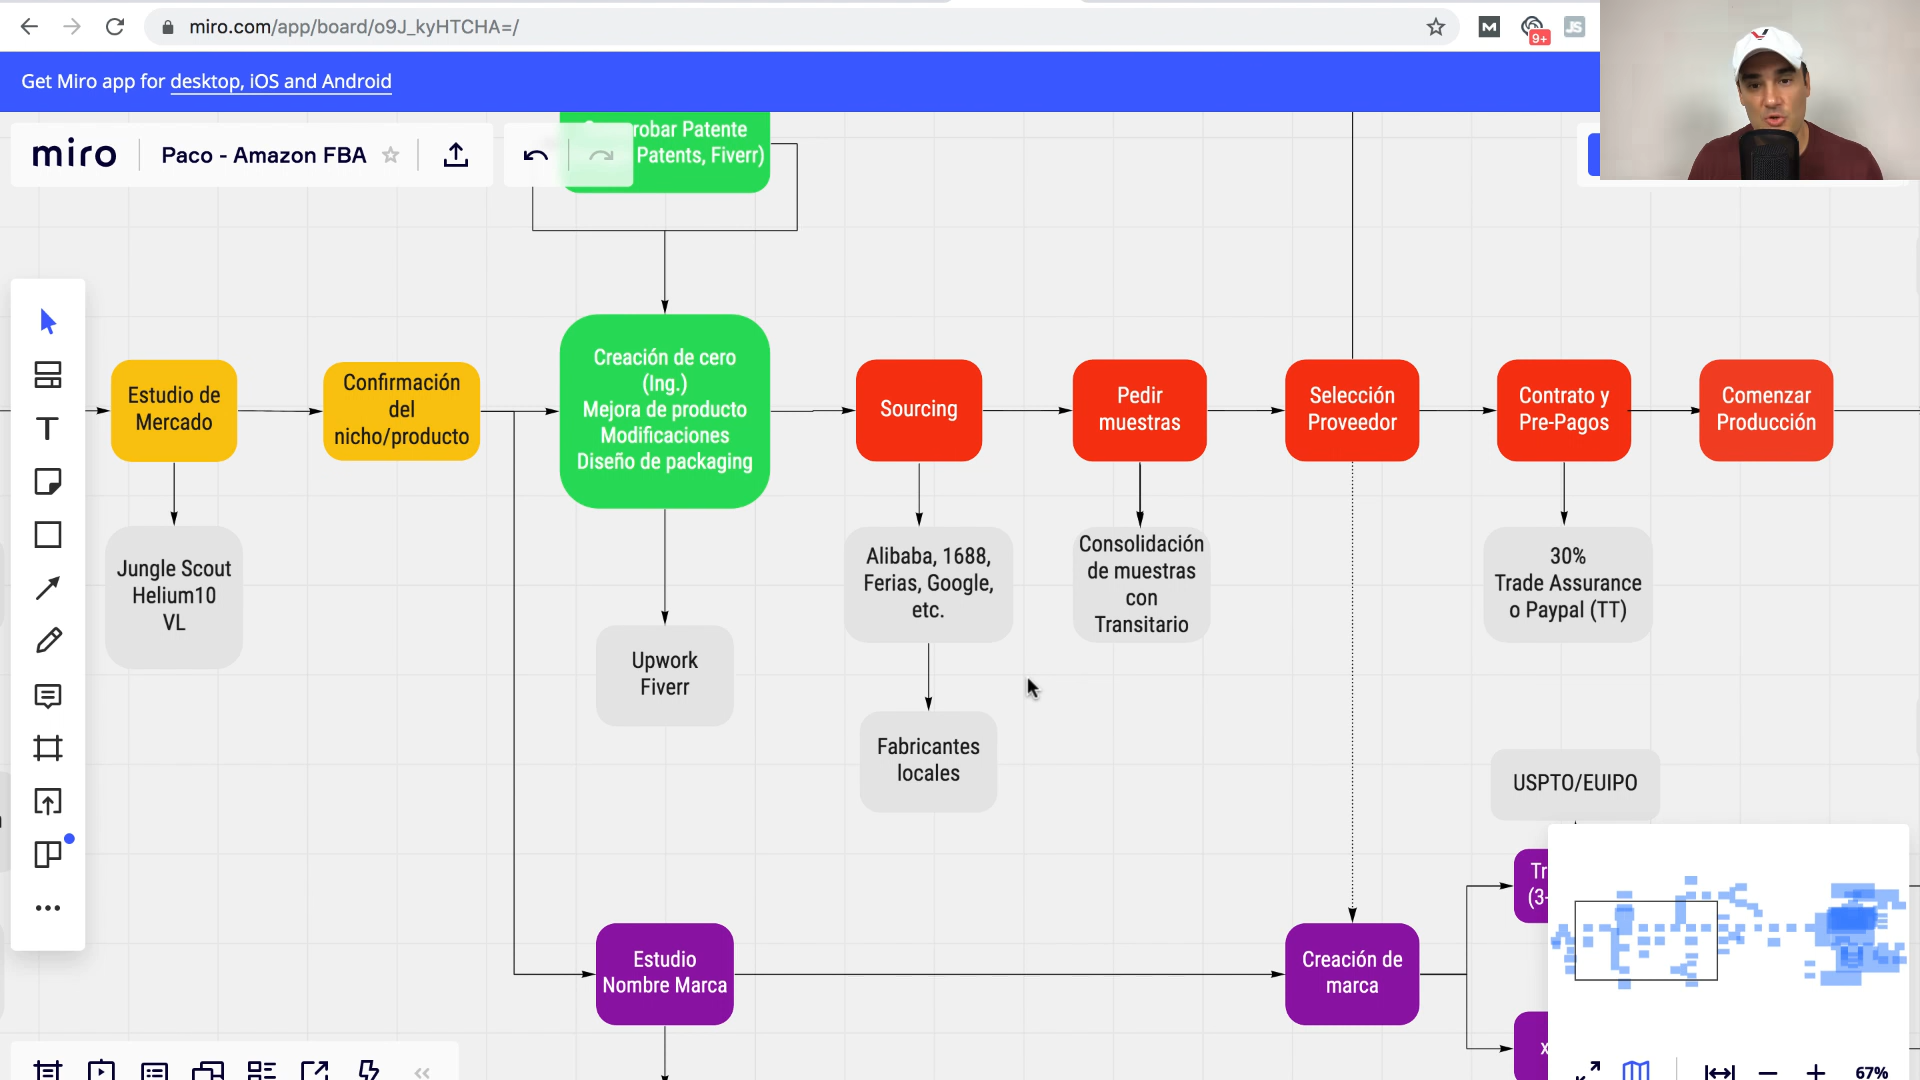 miro.com/app/board/o9J_kyHTCHA=/
9+
JS
Get Miro app for desktop, iOS and Android
miro
Paco - Amazon FBA
robar Patente
Patents, Fiverr)
Estudio de
Mercado
Confirmación
del
nicho/producto
Creación de cero
(Ing.)
Mejora de producto
Modificaciones
Diseño de packaging
Sourcing
Pedir
muestras
Selección
Proveedor
Contrato y
Pre-Pagos
Comenzar
Producción
Jungle Scout
Helium10
VL
Upwork
Fiverr
Alibaba, 1688,
Ferias, Google,
etc.
Consolidación
de muestras
con
Transitario
30%
Trade Assurance
o Paypal (TT)
Fabricantes
locales
USPTO/EUIPO
Tr
(3-
Estudio
Nombre Marca
Creación de
marca
x
67%